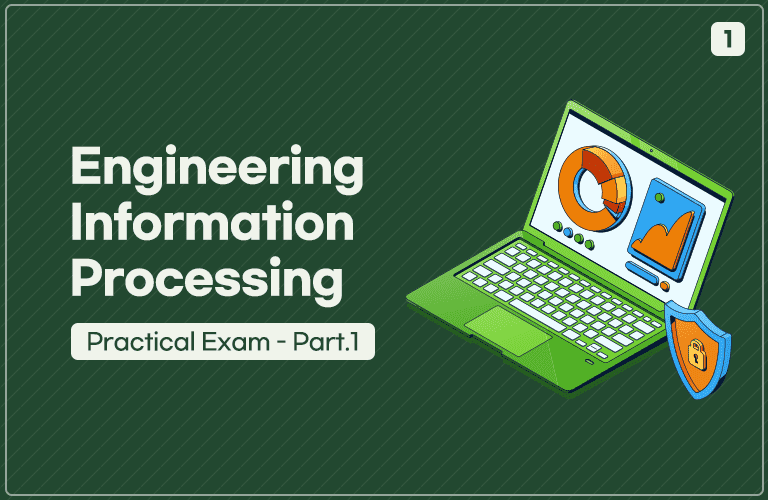 1
Engineering
Information
Processing
Practical Exam - Part.1